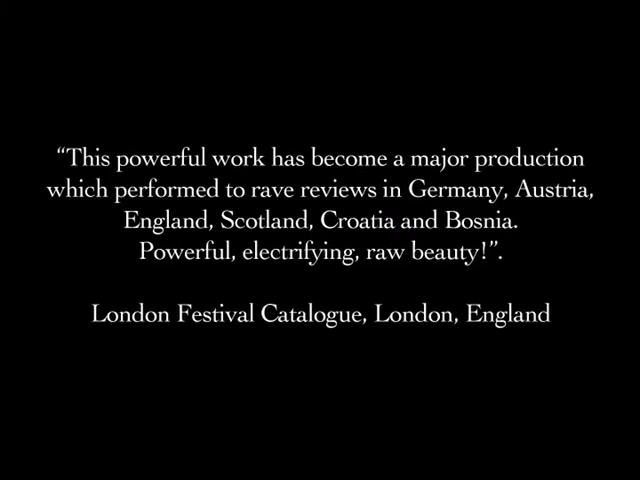 “This powerful work has become a major production
which performed to rave reviews in Germany, Austria,
England, Scotland, Croatia and Bosnia.
Powerful, electrifying, raw beauty!”.
London Festival Catalogue, London, England